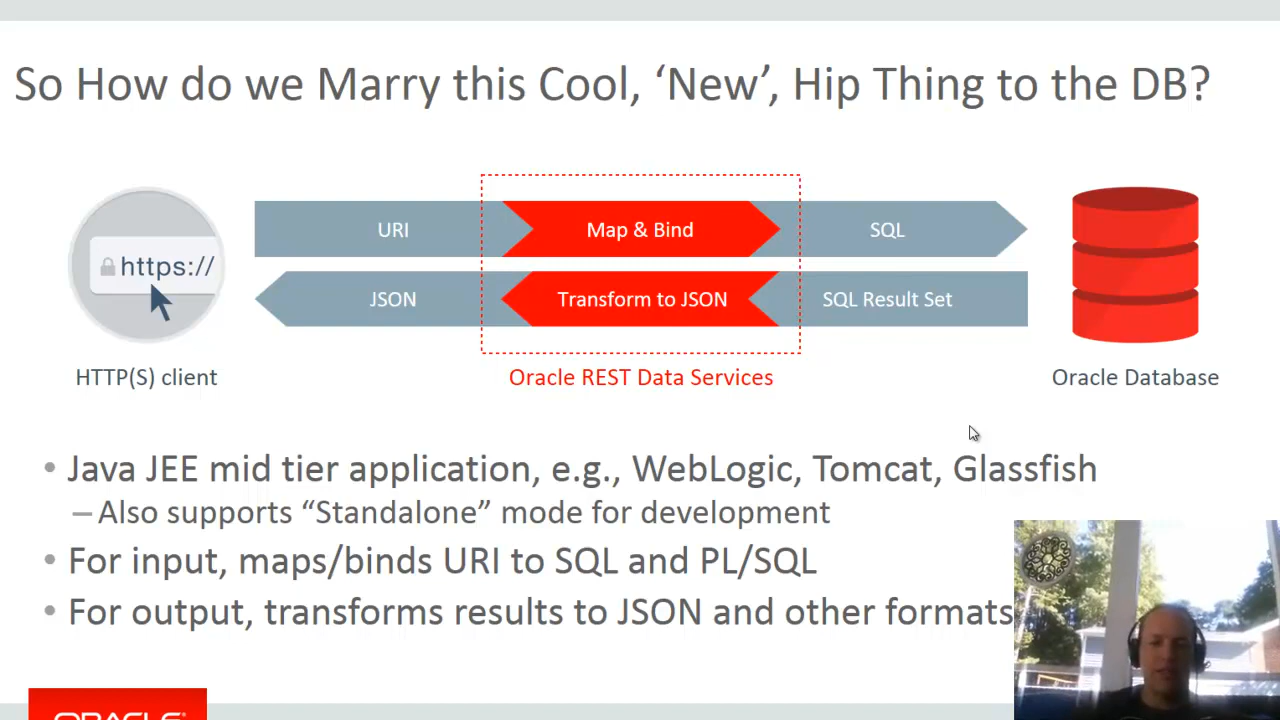 So How do we Marry this Cool, ‘New’, Hip Thing to the DB?
URI
Map & Bind
SQL
https://
JSON
Transform to JSON
SQL Result Set
HTTP(S) client
Oracle REST Data Services
Oracle Database
• Java JEE mid tier application, e.g., WebLogic, Tomcat, Glassfish
– Also supports “Standalone” mode for development
• For input, maps/binds URI to SQL and PL/SQL
• For output, transforms results to JSON and other formats
ORACLE®